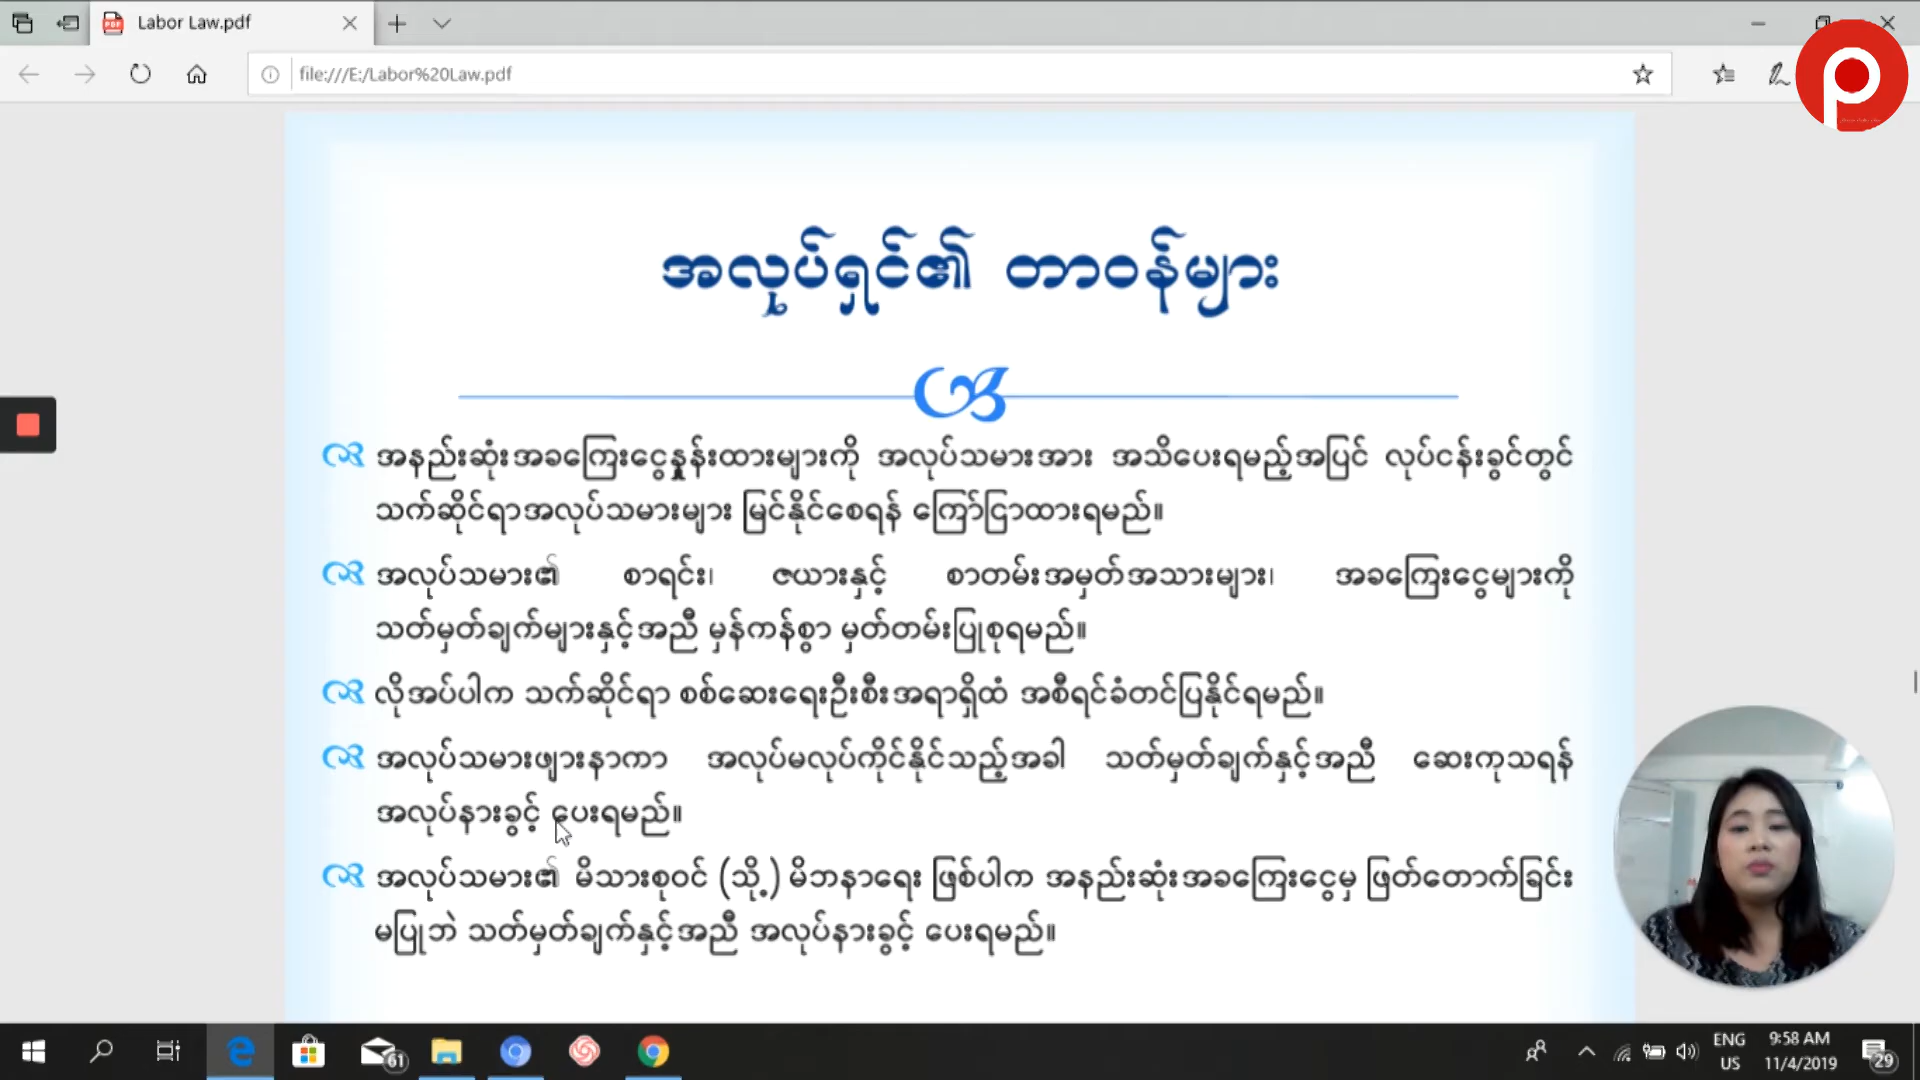 Labor Law.pdf
file:///E:/Labor%20Law.pdf
အလုပ်ရှင်၏ တာဝန်များ
အနည်းဆုံးအခကြေးငွေနှုန်းထားများကို အလုပ်သမားအား အသိပေးရမည့်အပြင် လုပ်ငန်းခွင်တွင်
သက်ဆိုင်ရာအလုပ်သမားများ မြင်နိုင်စေရန် ကြော်ငြာထားရမည်။
အလုပ်သမား၏ စာရင်း၊ ဇယားနှင့် စာတမ်းအမှတ်အသားများ၊ အခကြေးငွေများကို
သတ်မှတ်ချက်များနှင့်အညီ မှန်ကန်စွာ မှတ်တမ်းပြုစုရမည်။
လိုအပ်ပါက သက်ဆိုင်ရာ စစ်ဆေးရေးဦးစီးအရာရှိထံ အစီရင်ခံတင်ပြနိုင်ရမည်။
အလုပ်သမားဖျားနာကာ အလုပ်မလုပ်ကိုင်နိုင်သည့်အခါ သတ်မှတ်ချက်နှင့်အညီ ဆေးကုသရန်
အလုပ်နားခွင့် ပေးရမည်။
အလုပ်သမား၏ မိသားစုဝင် (သို့) မိဘနာရေး ဖြစ်ပါက အနည်းဆုံးအခကြေးငွေမှ ဖြတ်တောက်ခြင်း
မပြုဘဲ သတ်မှတ်ချက်နှင့်အညီ အလုပ်နားခွင့် ပေးရမည်။
61
ENG
US
9:58 AM
11/4/2019
29